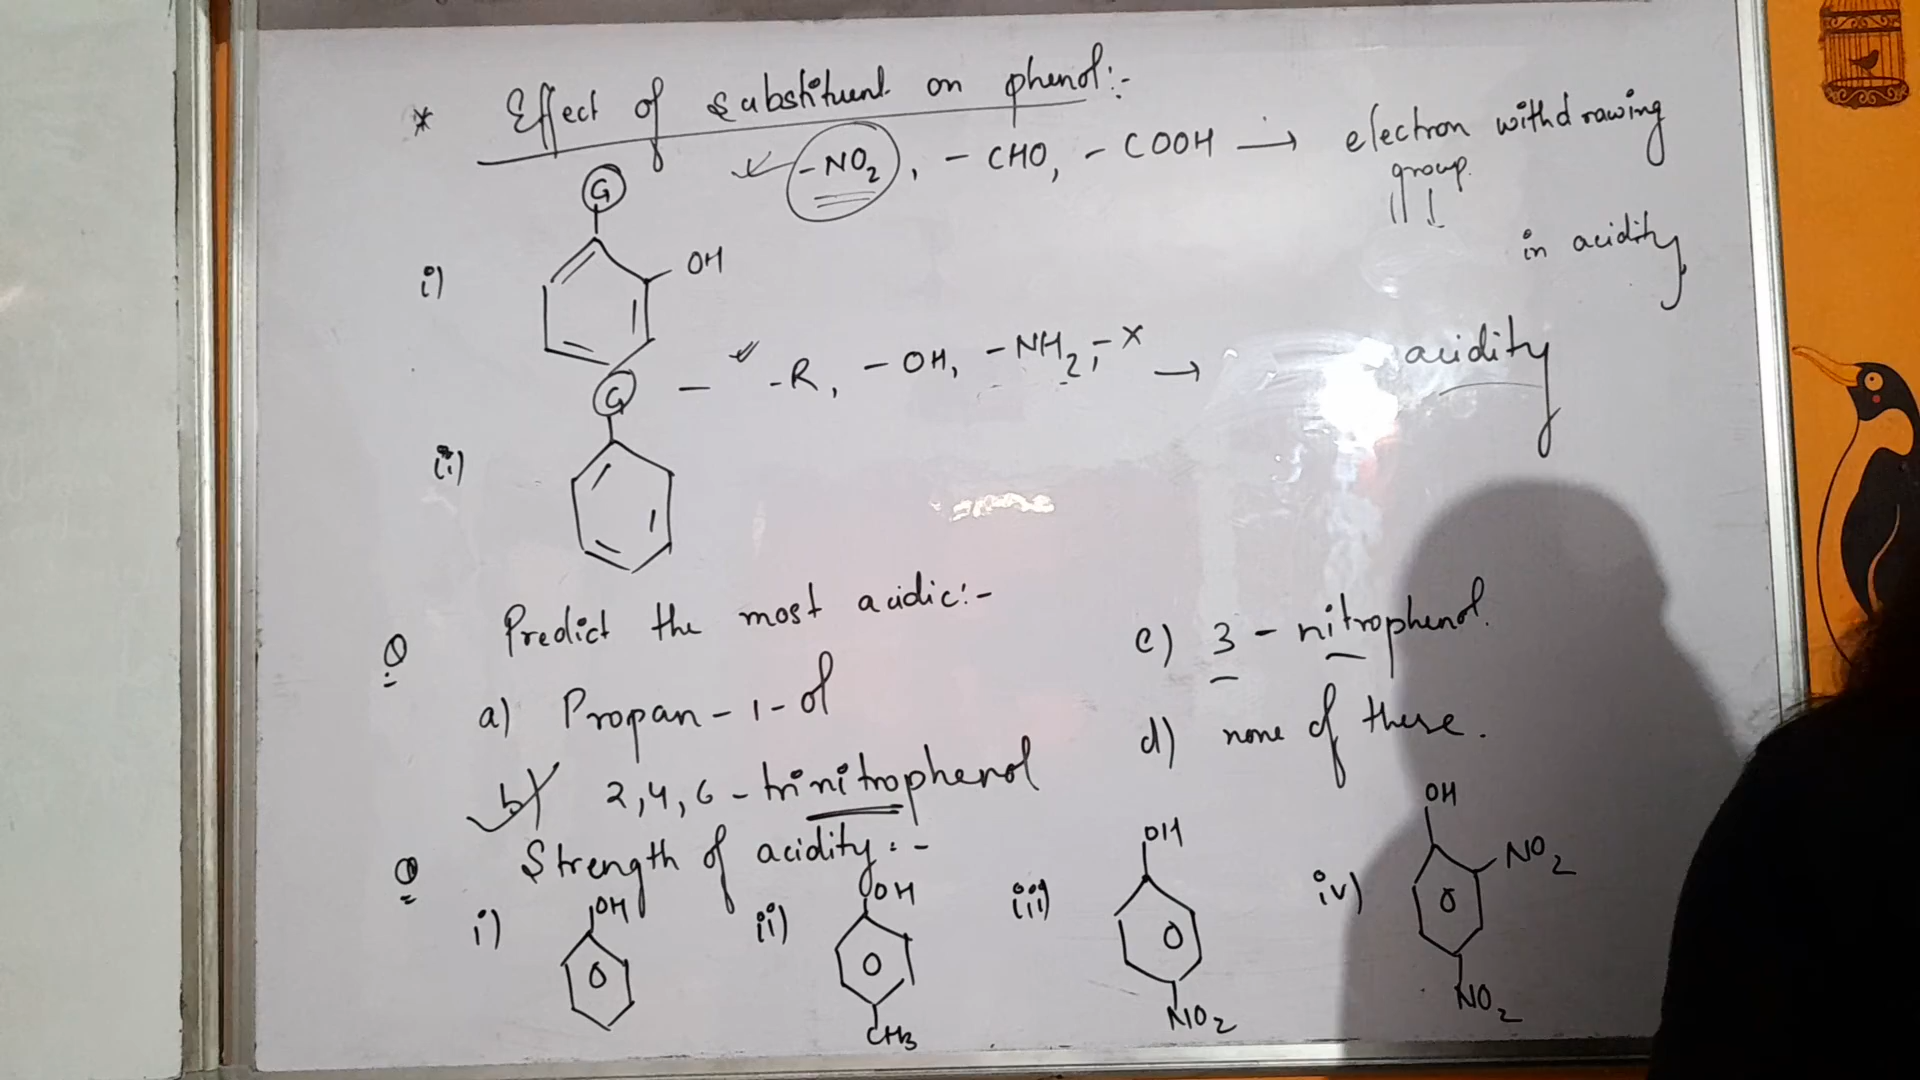 * Effect of substituent on phenol:-
-NO2, -CHO, -COOH → electron withdrawing
group.
G
in acidity
i) OH
G - -R, -OH, -NH2, -X → acidity
ii)
Q Predict the most acidic:-
a) Propan-1-ol
b) 2,4,6-trinitrophenol
c) 3-nitrophenol.
d) none of these.
Q Strength of acidity:-
i) OH
ii) OH
CH3
iii) OH
NO2
iv) OH
NO2
NO2